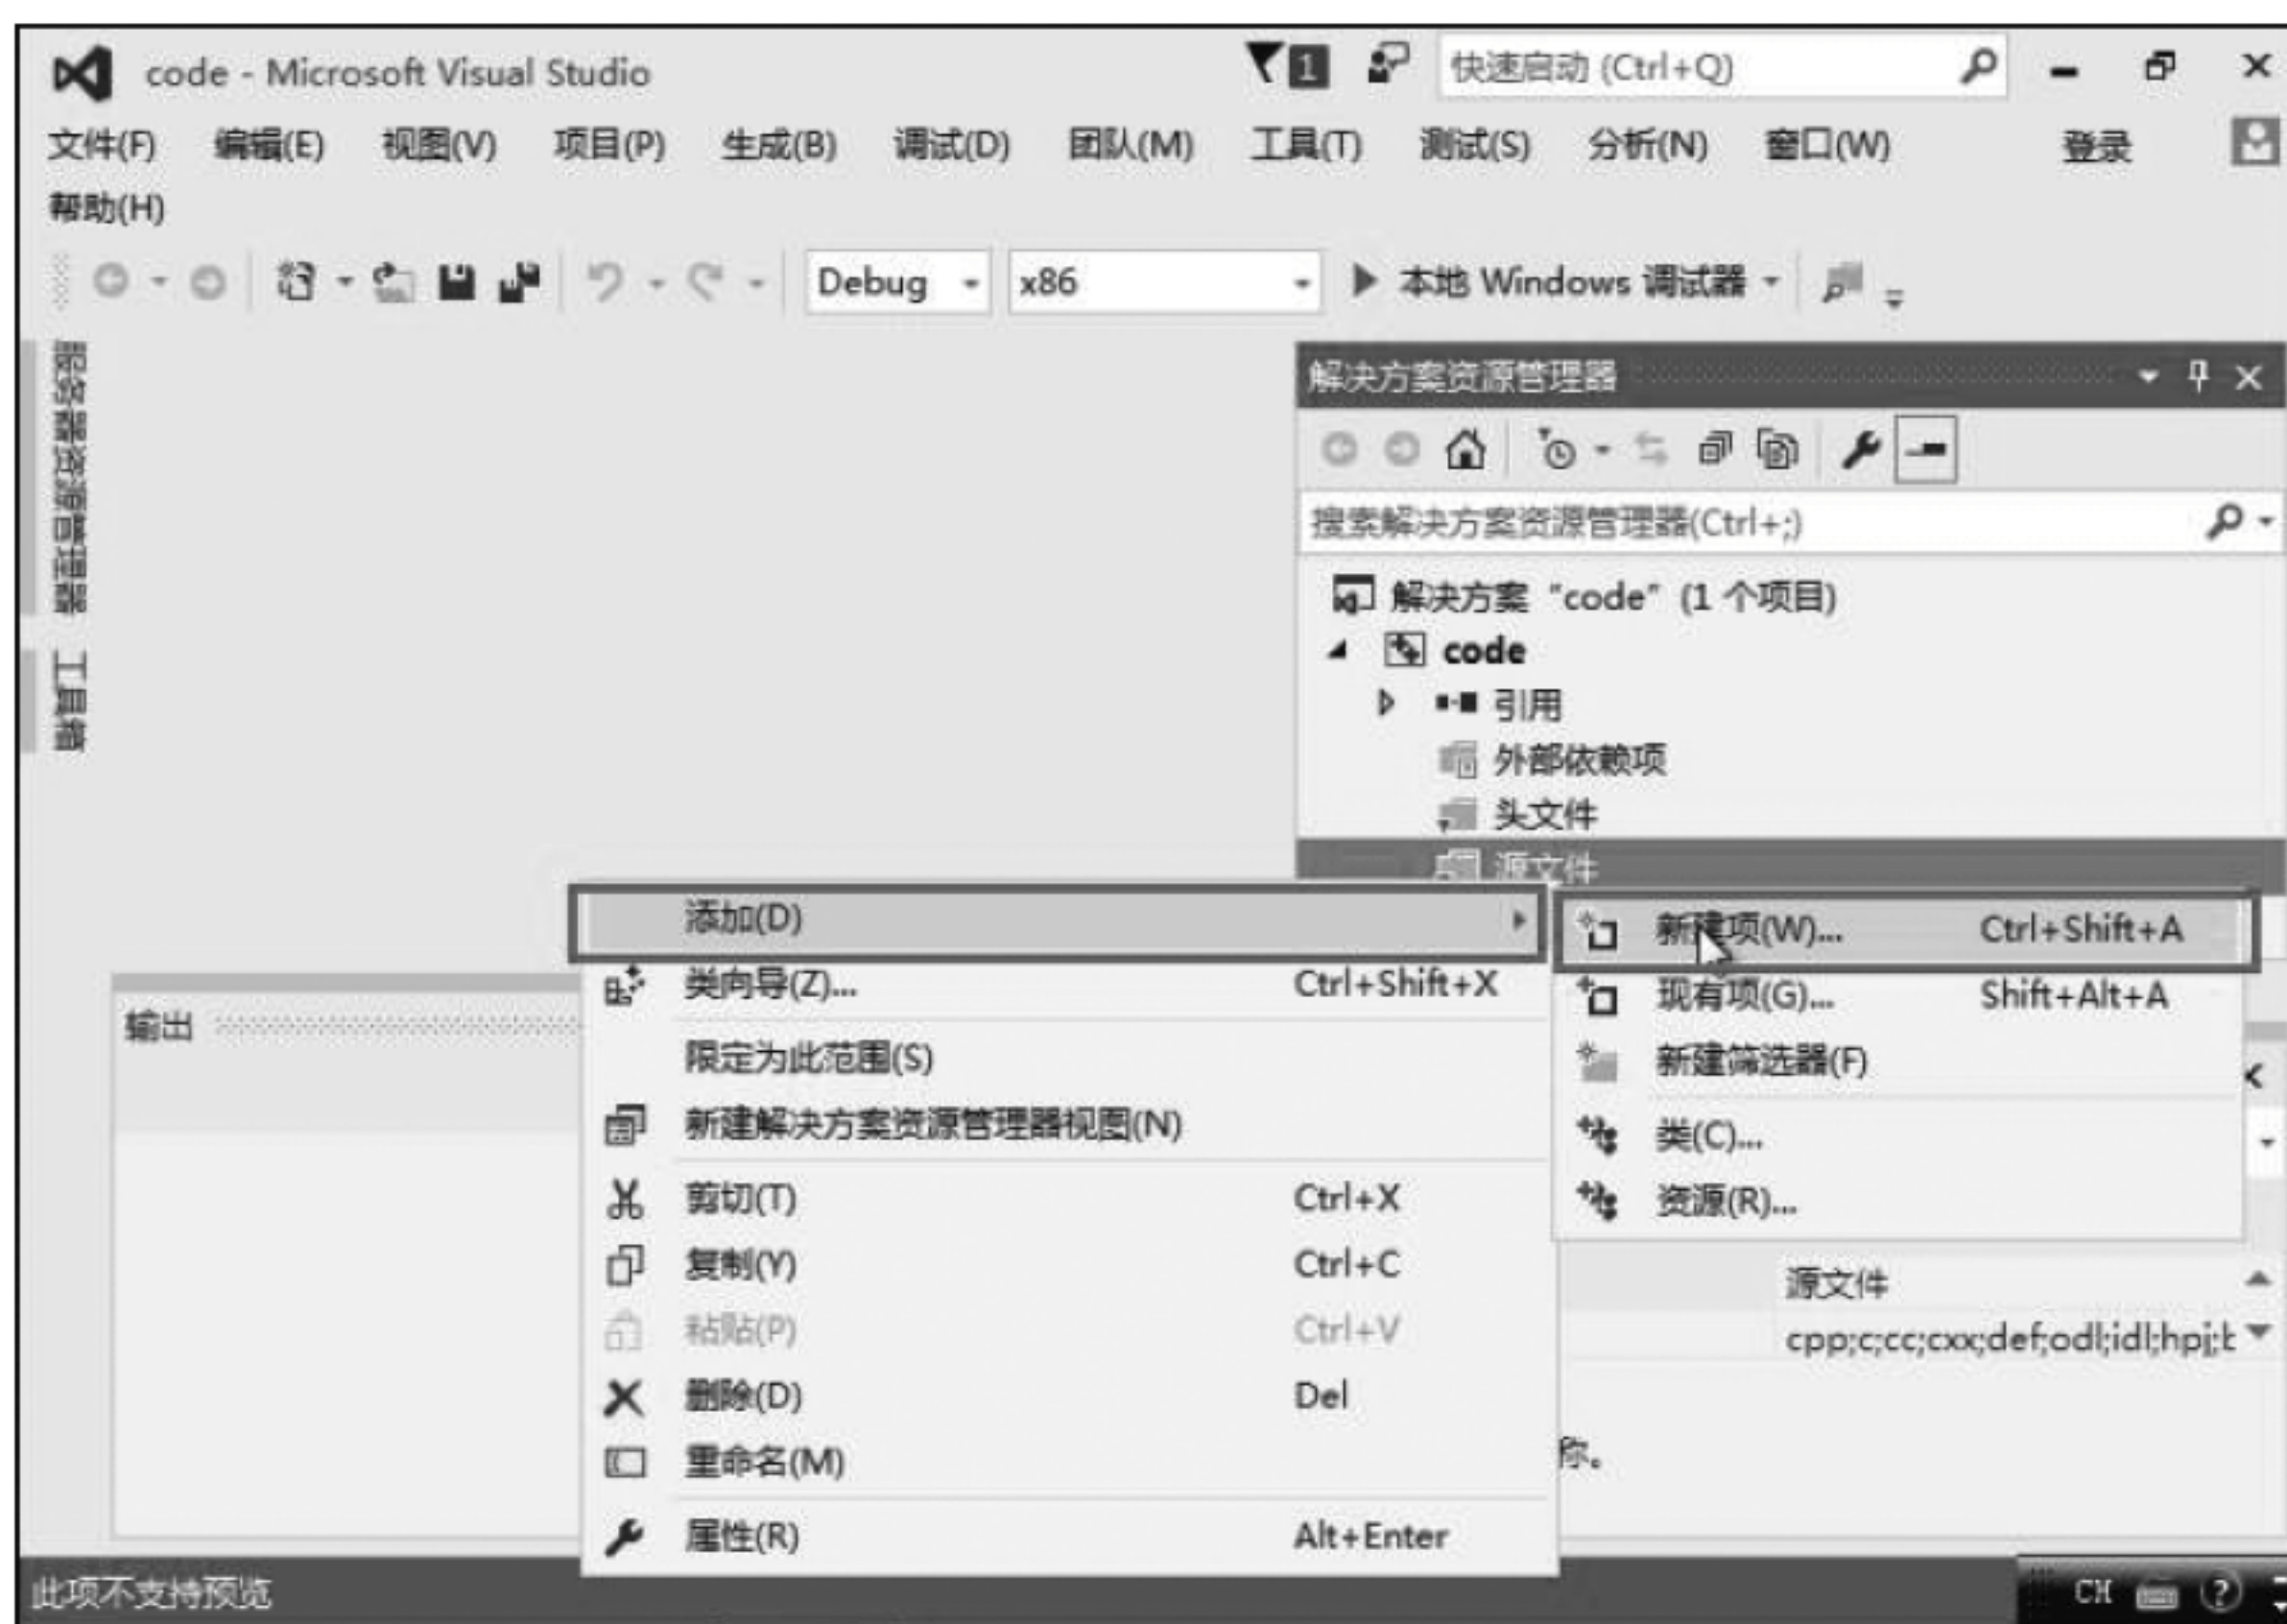 code - Microsoft Visual Studio
1
快速启动 (Ctrl+Q)
文件(F) 编辑(E) 视图(V) 项目(P) 生成(B) 调试(D) 团队(M) 工具(T) 测试(S) 分析(N) 窗口(W) 登录
帮助(H)
Debug x86 本地 Windows 调试器
服务器资源管理器
工具箱
解决方案资源管理器
搜索解决方案资源管理器(Ctrl+;)
解决方案 "code" (1 个项目)
code
引用
外部依赖项
头文件
源文件
添加(D)
类向导(Z)... Ctrl+Shift+X
限定为此范围(S)
新建解决方案资源管理器视图(N)
剪切(T) Ctrl+X
复制(Y) Ctrl+C
粘贴(P) Ctrl+V
删除(D) Del
重命名(M)
属性(R) Alt+Enter
新建项(W)... Ctrl+Shift+A
现有项(G)... Shift+Alt+A
新建筛选器(F)
类(C)...
资源(R)...
输出
源文件
cpp;c;cc;cxx;def;odl;idl;hpj;b
称。
此项不支持预览
CH